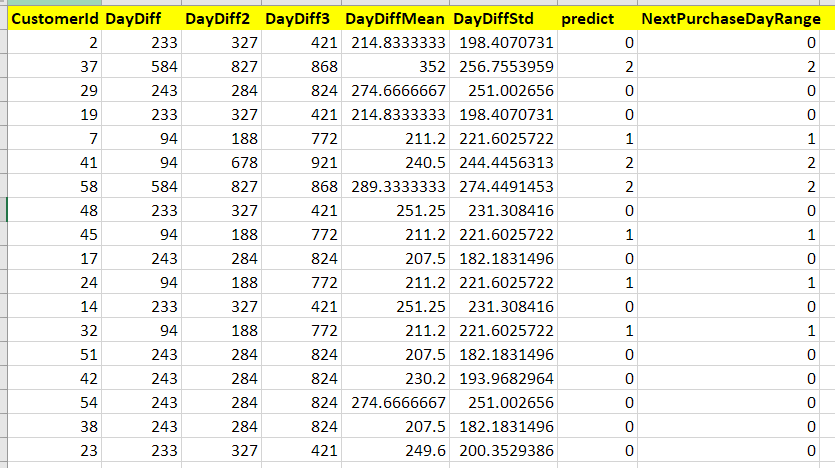 CustomerId DayDiff DayDiff2 DayDiff3 DayDiffMean DayDiffStd predict NextPurchaseDayRange
2 233 327 421 214.8333333 198.4070731 0 0
37 584 827 868 352 256.7553959 2 2
29 243 284 824 274.6666667 251.002656 0 0
19 233 327 421 214.8333333 198.4070731 0 0
7 94 188 772 211.2 221.6025722 1 1
41 94 678 921 240.5 244.4456313 2 2
58 584 827 868 289.3333333 274.4491453 2 2
48 233 327 421 251.25 231.308416 0 0
45 94 188 772 211.2 221.6025722 1 1
17 243 284 824 207.5 182.1831496 0 0
24 94 188 772 211.2 221.6025722 1 1
14 233 327 421 251.25 231.308416 0 0
32 94 188 772 211.2 221.6025722 1 1
51 243 284 824 207.5 182.1831496 0 0
42 243 284 824 230.2 193.9682964 0 0
54 243 284 824 274.6666667 251.002656 0 0
38 243 284 824 207.5 182.1831496 0 0
23 233 327 421 249.6 200.3529386 0 0